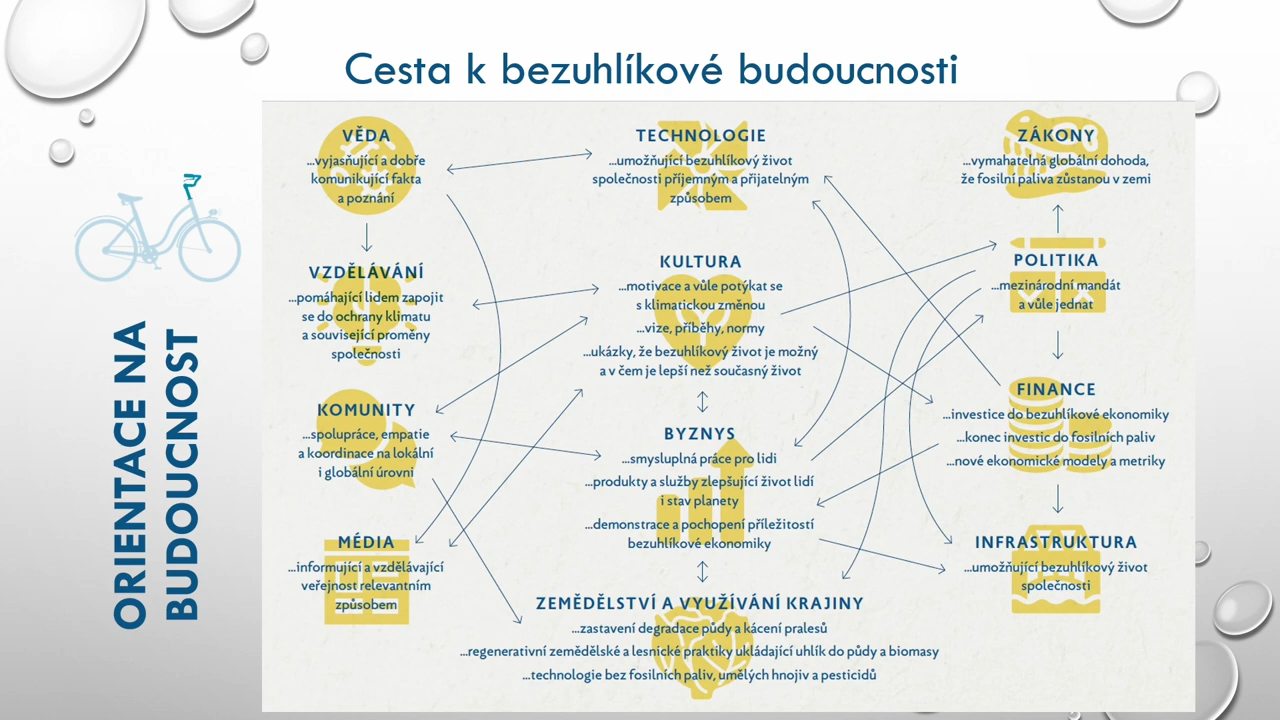 Cesta k bezuhlíkové budoucnosti
ORIENTACE NA
BUDOUCNOST
VĚDA
...vyjasňující a dobře
komunikující fakta
a poznání
VZDĚLÁVÁNÍ
...pomáhající lidem zapojit
se do ochrany klimatu
a související proměny
společnosti
KOMUNITY
...spolupráce, empatie
a koordinace na lokální
i globální úrovni
MÉDIA
...informující a vzdělávající
veřejnost relevantním
způsobem
TECHNOLOGIE
...umožňující bezuhlíkový život
společnosti příjemným a přijatelným
způsobem
KULTURA
...motivace a vůle potýkat se
s klimatickou změnou
...vize, příběhy, normy
...ukázky, že bezuhlíkový život je možný
a v čem je lepší než současný život
BYZNYS
...smysluplná práce pro lidi
...produkty a služby zlepšující život lidí
i stav planety
...demonstrace a pochopení příležitostí
bezuhlíkové ekonomiky
ZEMĚDĚLSTVÍ A VYUŽÍVÁNÍ KRAJINY
...zastavení degradace půdy a kácení pralesů
...regenerativní zemědělské a lesnické praktiky ukládající uhlík do půdy a biomasy
...technologie bez fosilních paliv, umělých hnojiv a pesticidů
ZÁKONY
...vymahatelná globální dohoda,
že fosilní paliva zůstanou v zemi
POLITIKA
...mezinárodní mandát
a vůle jednat
FINANCE
...investice do bezuhlíkové ekonomiky
...konec investic do fosilních paliv
...nové ekonomické modely a metriky
INFRASTRUKTURA
...umožňující bezuhlíkový život
společnosti